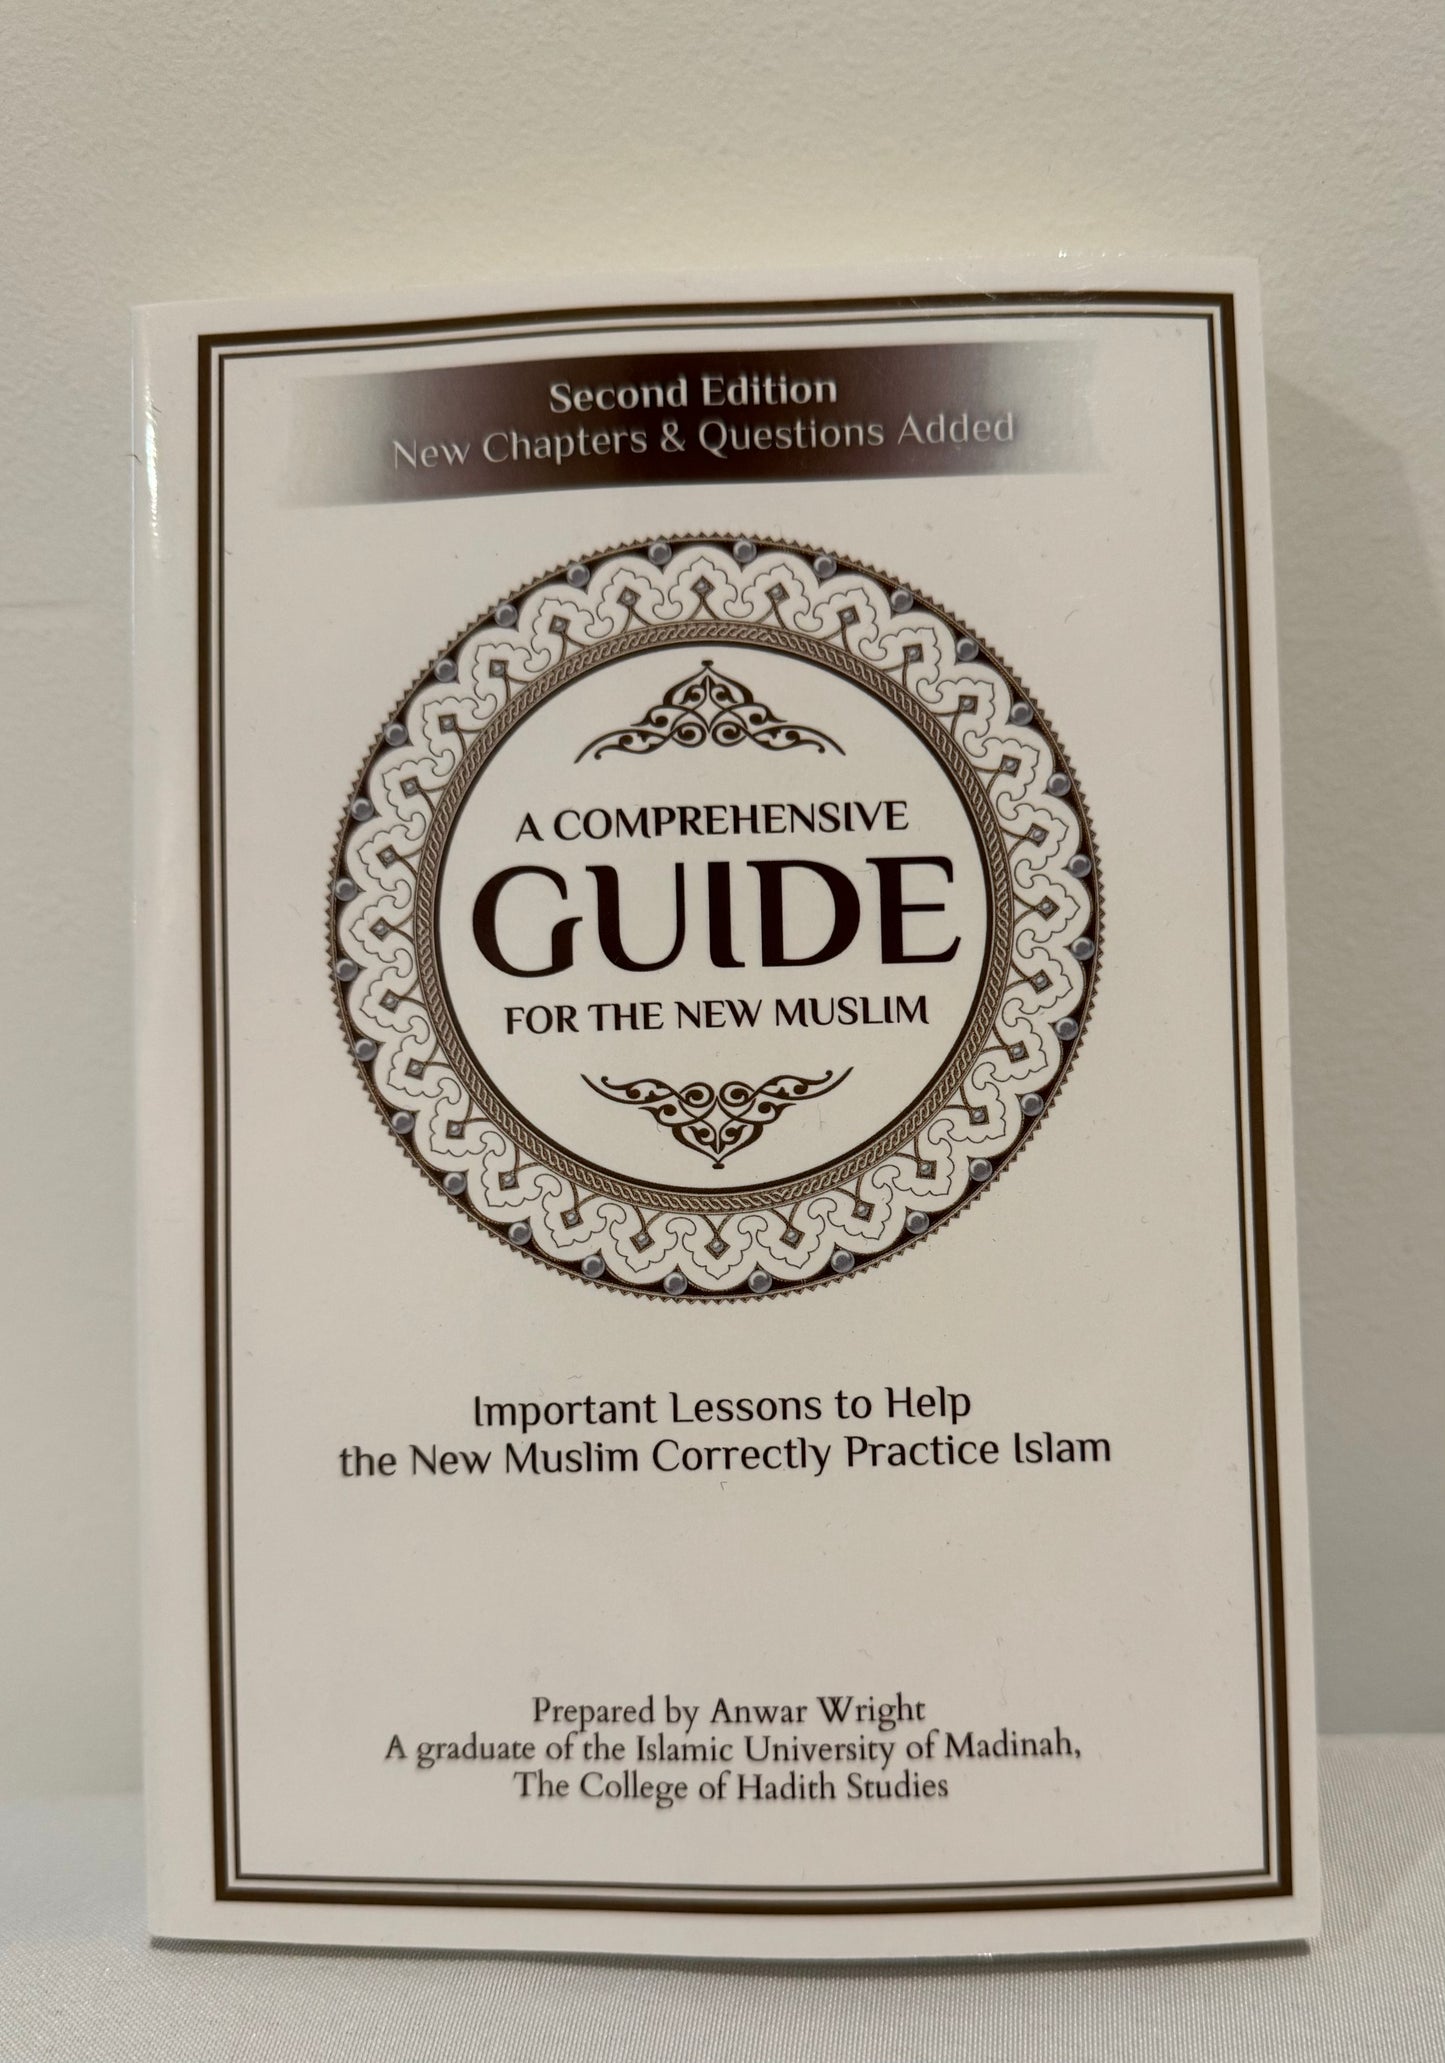 Second Edition
New Chapters & Questions Added
A COMPREHENSIVE
GUIDE
FOR THE NEW MUSLIM
Important Lessons to Help
the New Muslim Correctly Practice Islam
Prepared by Anwar Wright
A graduate of the Islamic University of Madinah,
The College of Hadith Studies